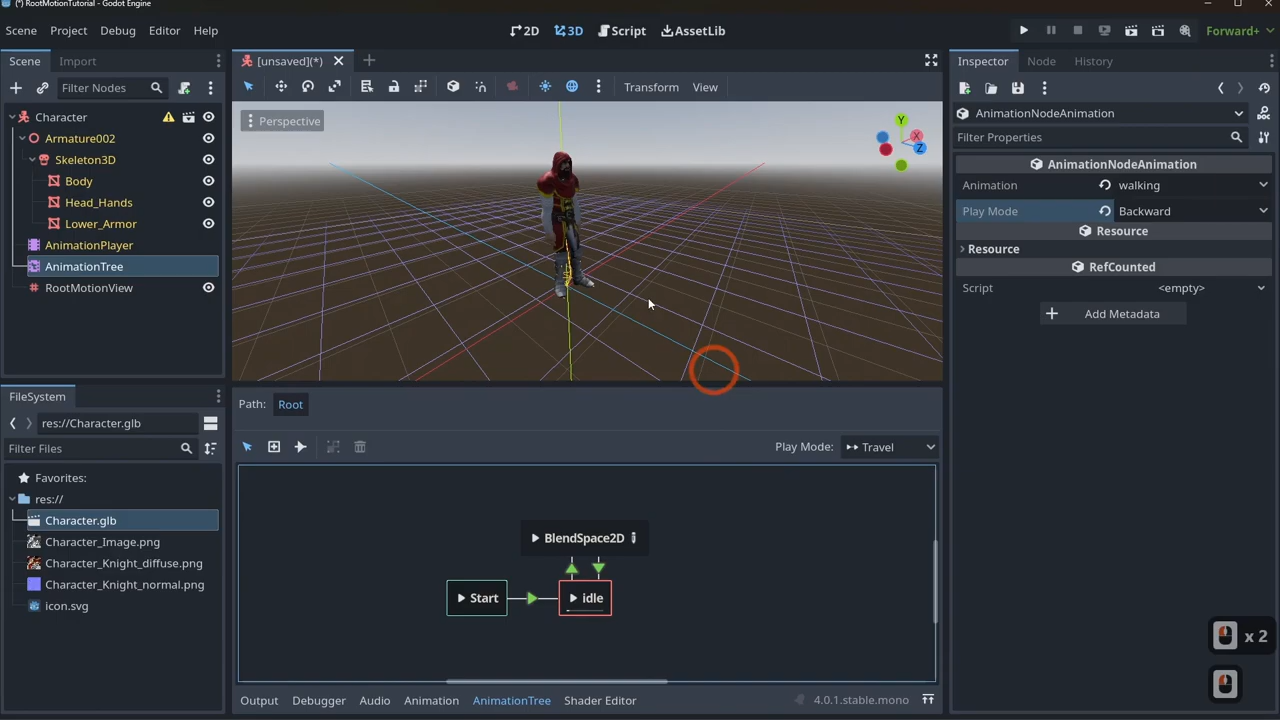 (*) RootMotionTutorial - Godot Engine
Scene Project Debug Editor Help
2D 3D Script AssetLib
Forward+
Scene Import
[unsaved](*)
Inspector Node History
Filter Nodes
Transform View
Character
AnimationNodeAnimation
Perspective
Y
X
Z
Armature002
Filter Properties
Skeleton3D
AnimationNodeAnimation
Body
Animation walking
Head_Hands
Play Mode Backward
Lower_Armor
Resource
AnimationPlayer
Resource
AnimationTree
RefCounted
RootMotionView
Script <empty>
Add Metadata
FileSystem
Path: Root
res://Character.glb
Filter Files
Play Mode: Travel
Favorites:
res://
Character.glb
Character_Image.png
BlendSpace2D
Character_Knight_diffuse.png
Character_Knight_normal.png
Start idle
icon.svg
x 2
Output Debugger Audio Animation AnimationTree Shader Editor
4.0.1.stable.mono